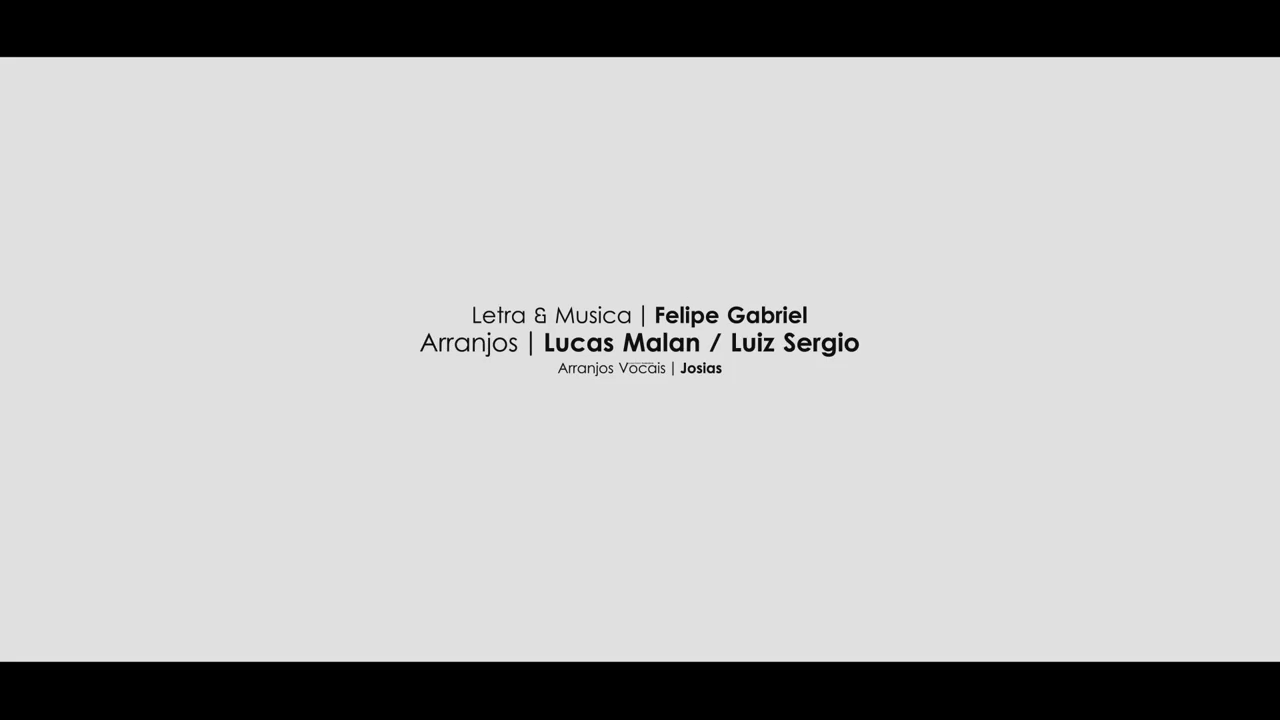 Letra & Musica | Felipe Gabriel
Arranjos | Lucas Malan / Luiz Sergio
Arranjos Vocais | Josias